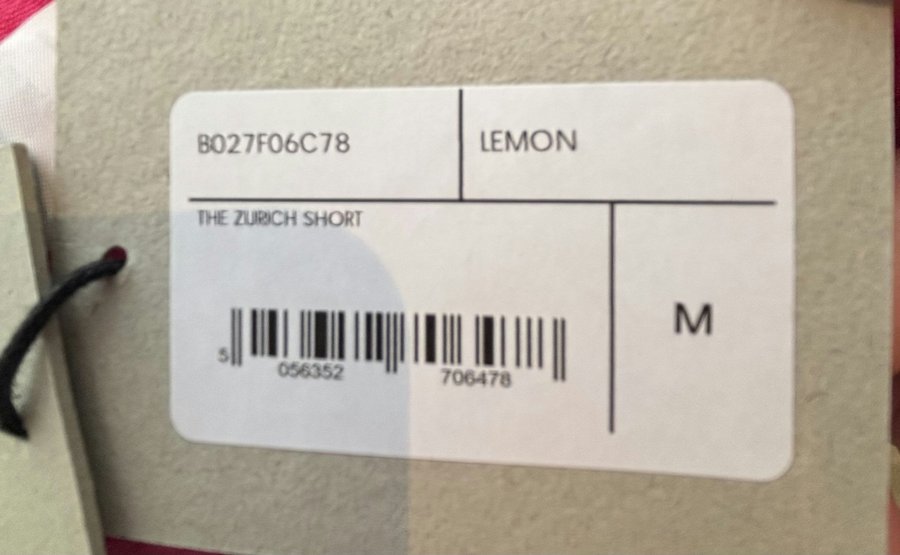 B027F06C78
LEMON
THE ZURICH SHORT
M
5 056352 706478